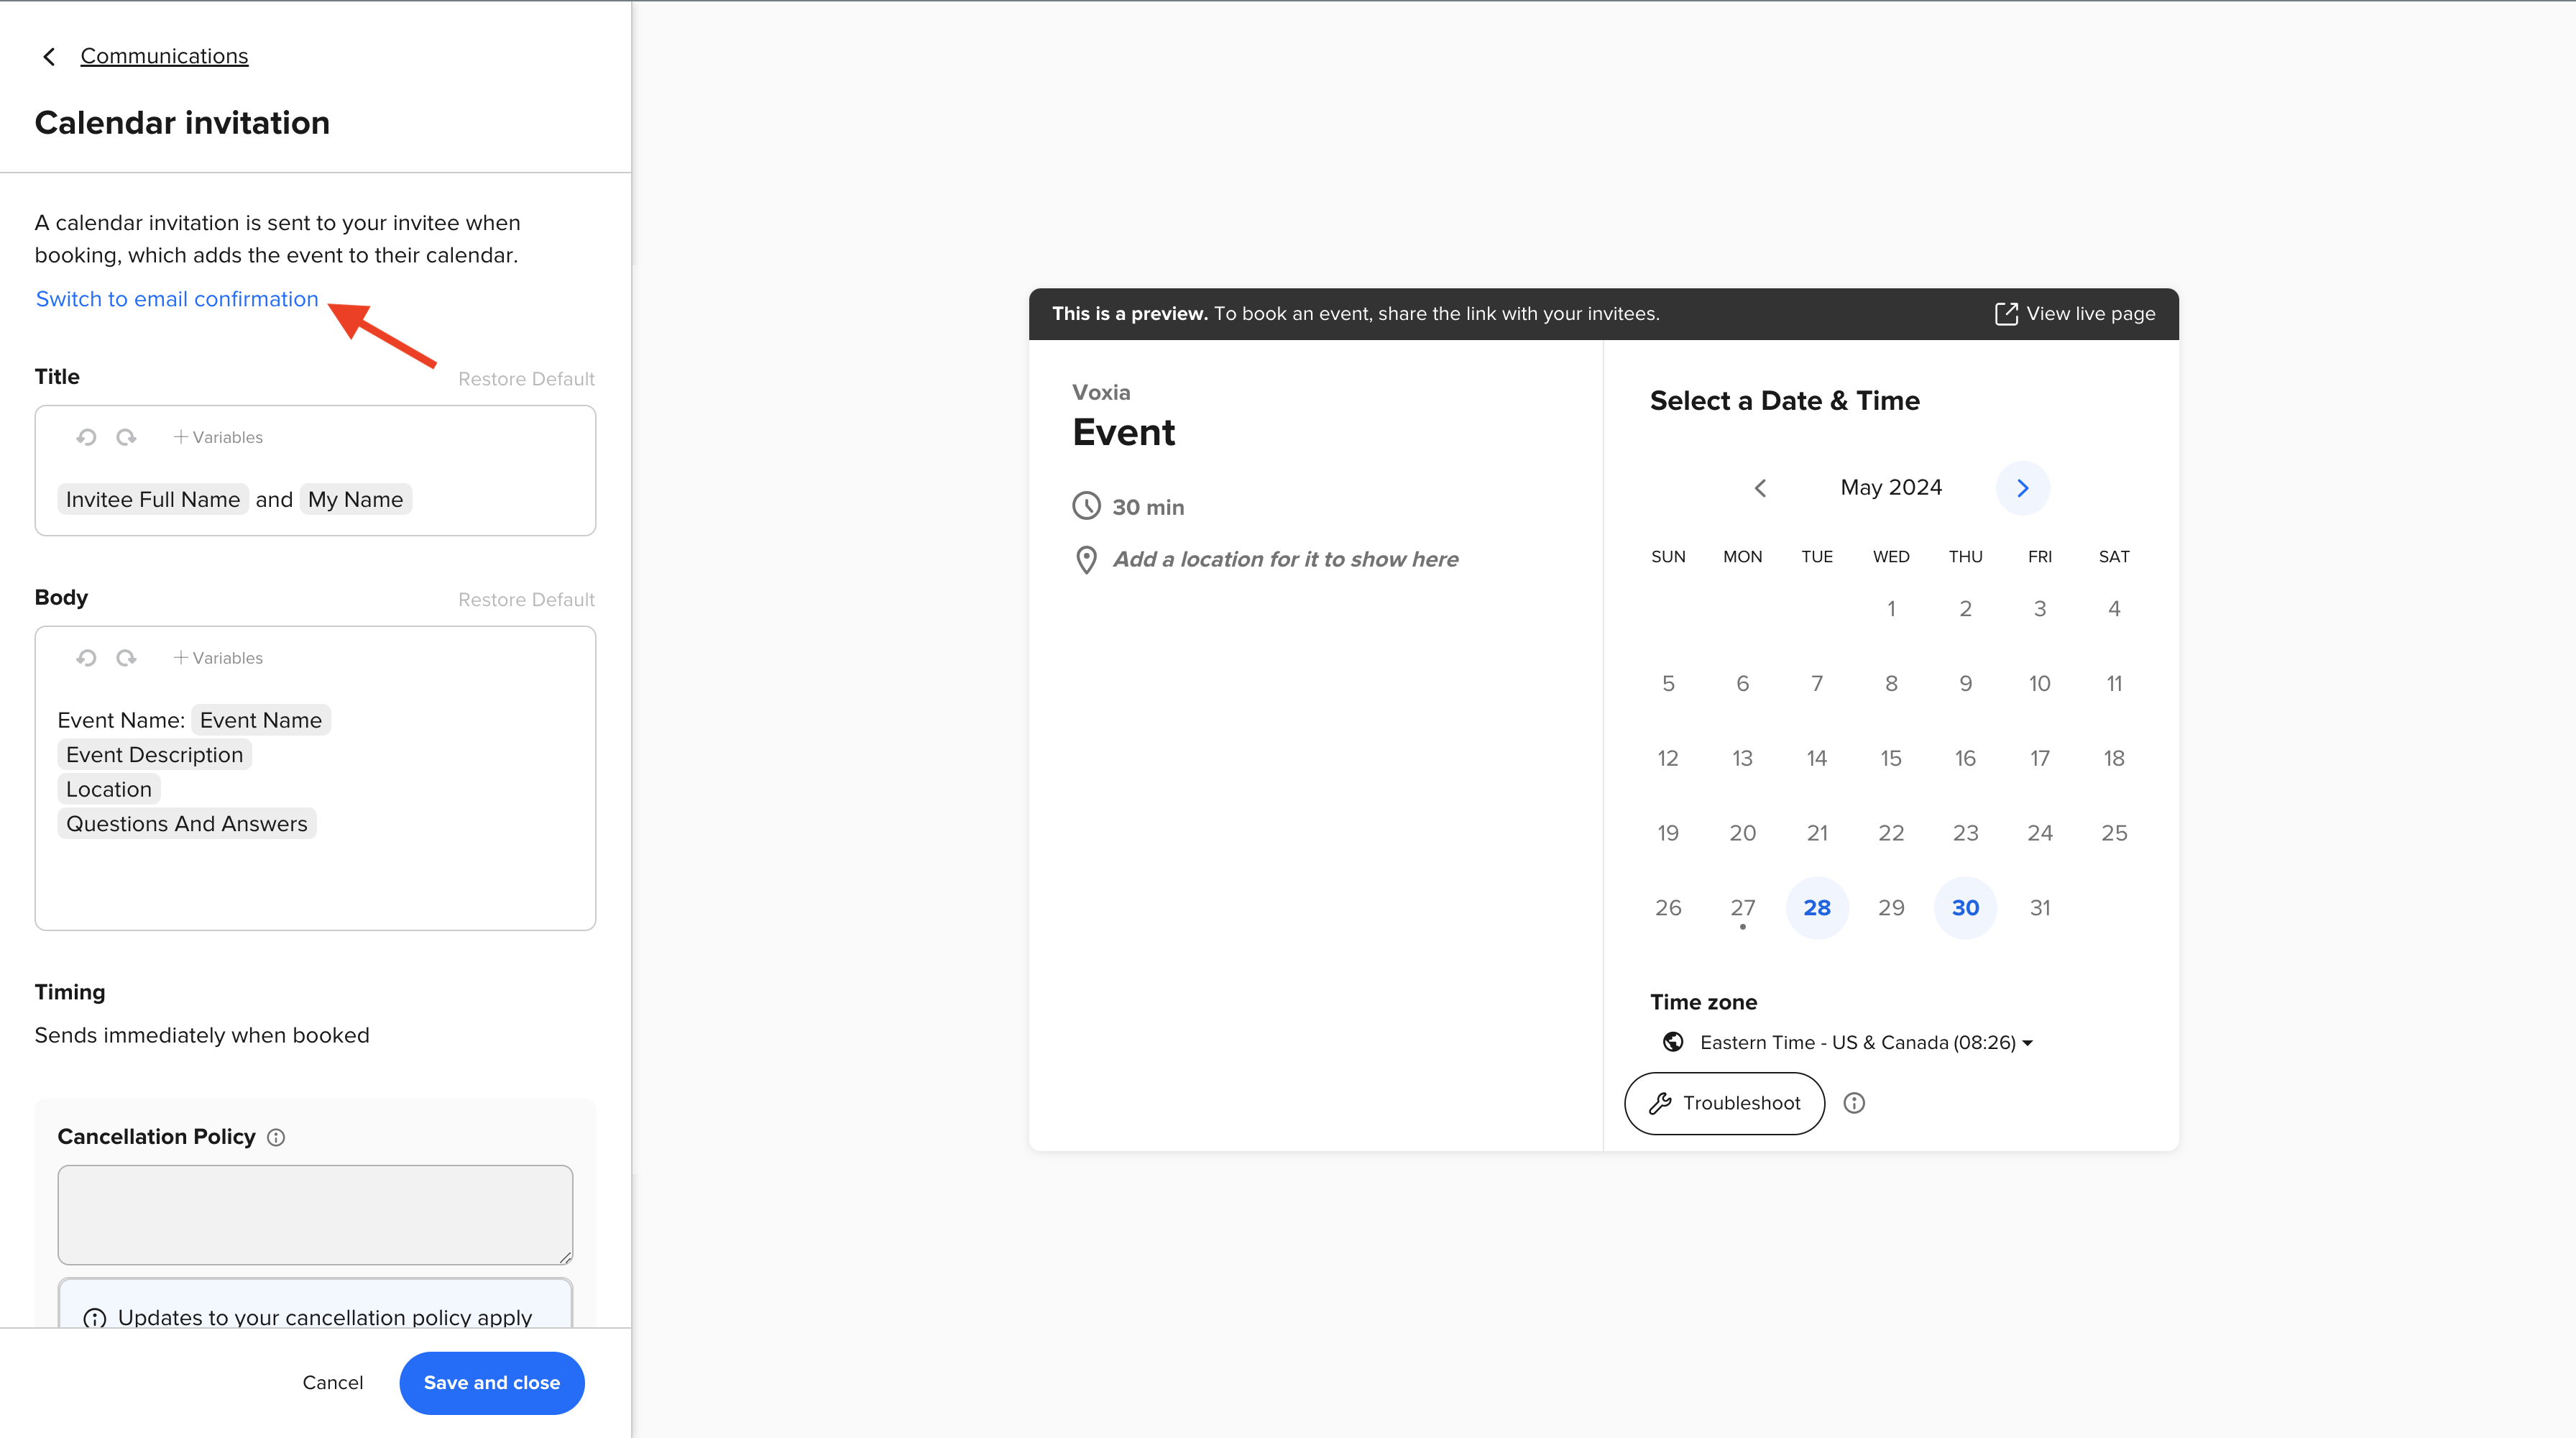 Communications
Calendar invitation
A calendar invitation is sent to your invitee when
booking, which adds the event to their calendar.
Switch to email confirmation
Title
Restore Default
+ Variables
Invitee Full Name and My Name
Body
Restore Default
+ Variables
Event Name: Event Name
Event Description
Location
Questions And Answers
Timing
Sends immediately when booked
Cancellation Policy
Updates to your cancellation policy apply
Cancel
Save and close
This is a preview. To book an event, share the link with your invitees.
View live page
Voxia
Event
30 min
Add a location for it to show here
Select a Date & Time
May 2024
SUN MON TUE WED THU FRI SAT
1 2 3 4
5 6 7 8 9 10 11
12 13 14 15 16 17 18
19 20 21 22 23 24 25
26 27 28 29 30 31
Time zone
Eastern Time - US & Canada (08:26)
Troubleshoot